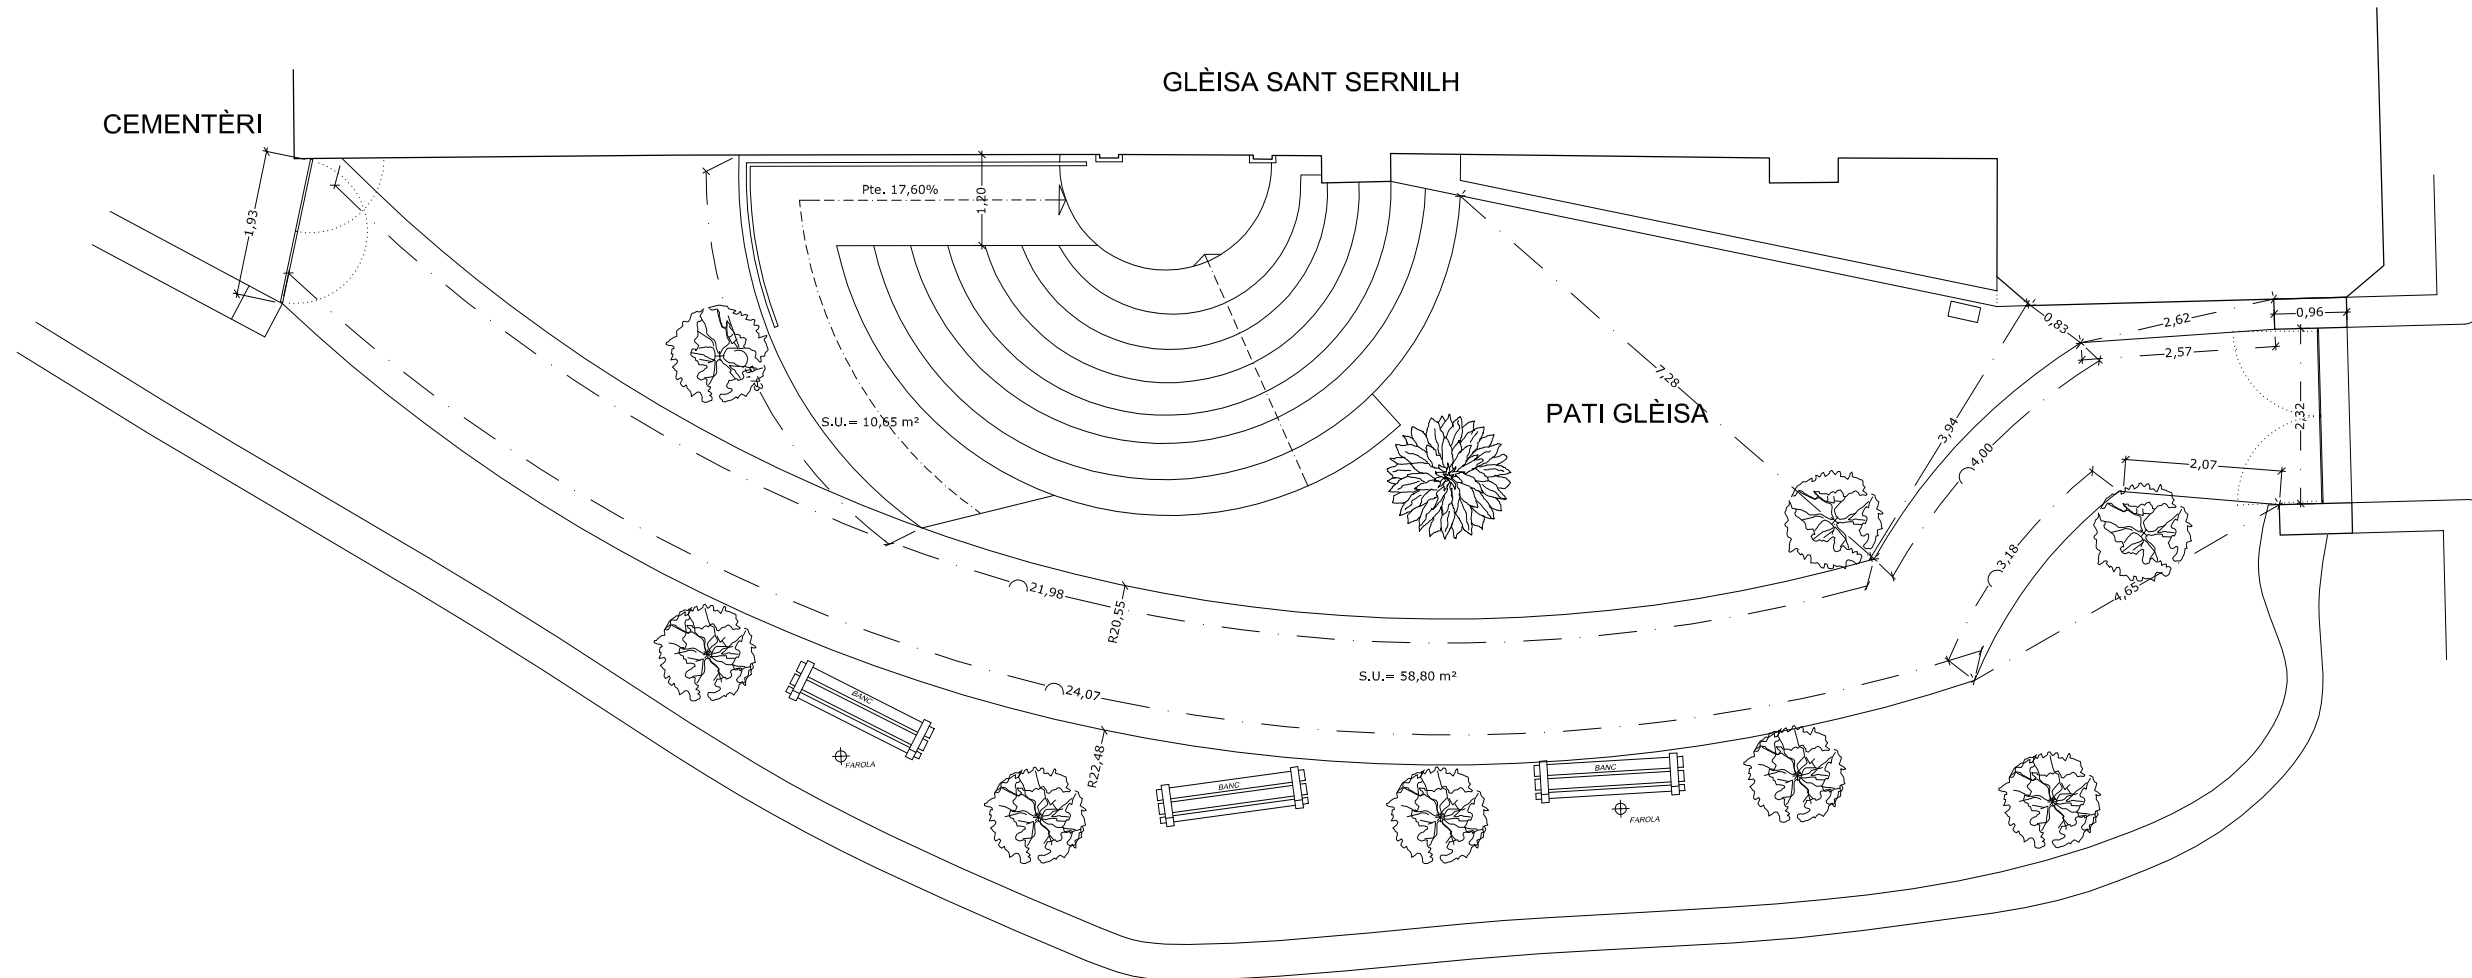 GLÈISA SANT SERNILH
CEMENTÈRI
1,93
Pte. 17,60%
1,20
S.U.= 10,65 m²
7,28
PATI GLÈISA
0,83
2,62
0,96
2,57
3,94
4,00
2,32
2,07
3,18
4,65
21,98
R20,55
24,07
S.U.= 58,80 m²
R22,48
BANC
FAROLA
BANC
BANC
FAROLA